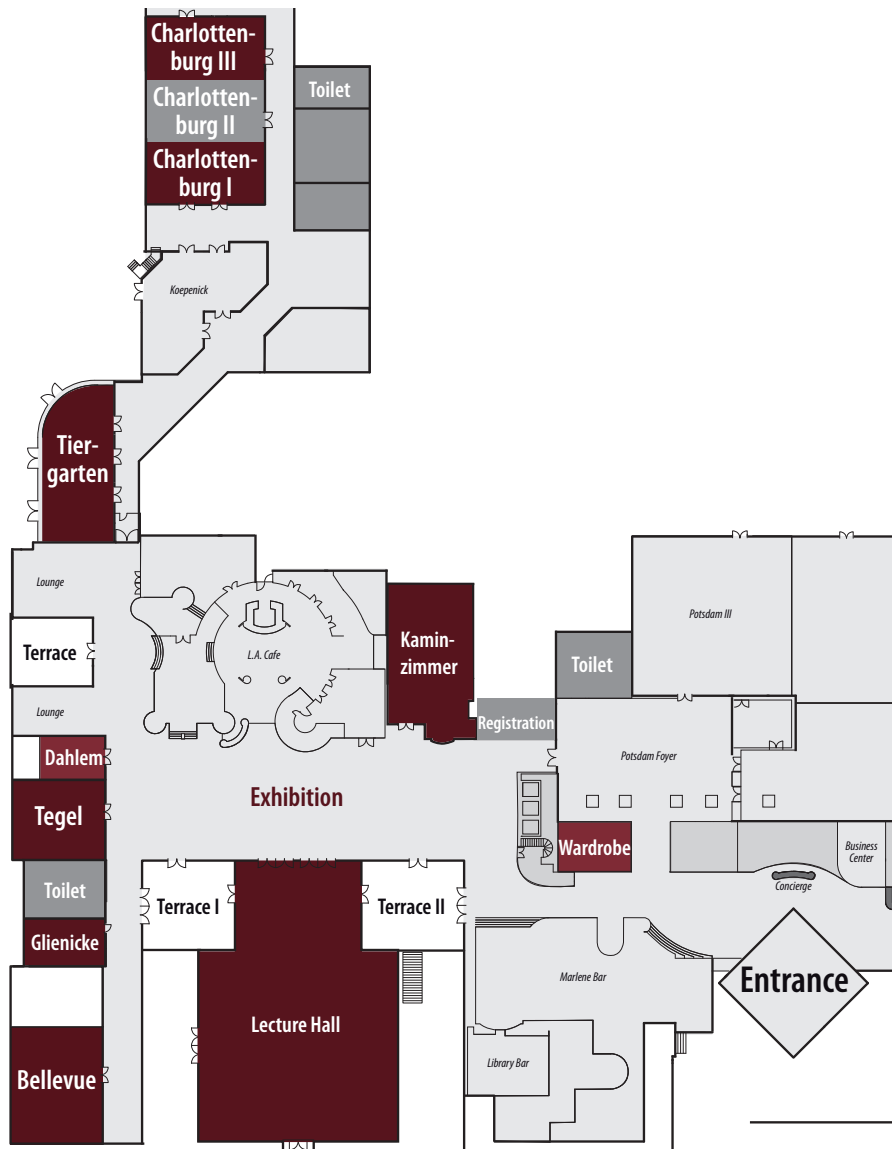 Charlotten-
burg III
Charlotten-
burg II
Charlotten-
burg I
Toilet
Koepenick
Tier-
garten
Lounge
Terrace
Lounge
L.A. Cafe
Kamin-
zimmer
Registration
Toilet
Potsdam III
Potsdam Foyer
Dahlem
Tegel
Exhibition
Wardrobe
Business
Center
Concierge
Toilet
Glienicke
Terrace I
Terrace II
Lecture Hall
Marlene Bar
Entrance
Library Bar
Bellevue